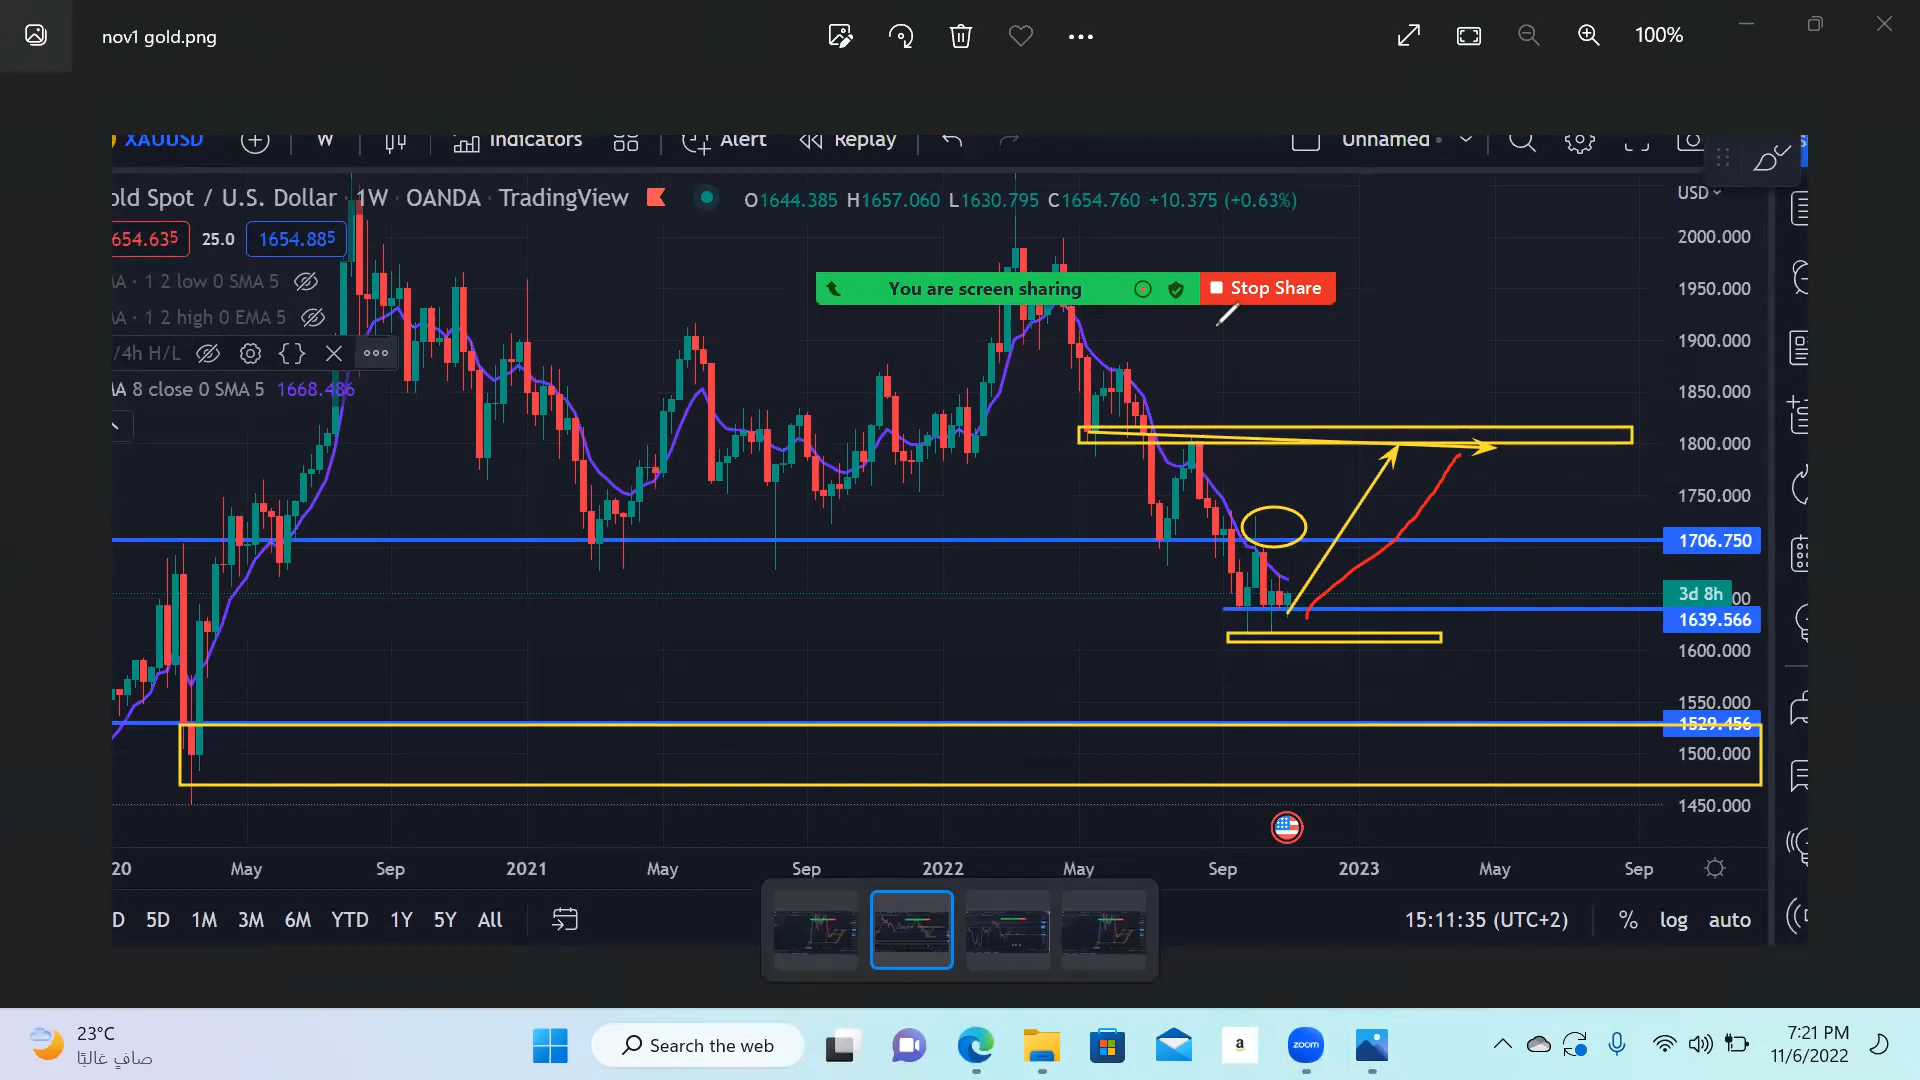 nov1 gold.png
100%
XAUUSD W Indicators Alert Replay Unnamed
old Spot / U.S. Dollar · 1W · OANDA · TradingView O1644.385 H1657.060 L1630.795 C1654.760 +10.375 (+0.63%)
USD
654.635 25.0 1654.885
MA · 1 2 low 0 SMA 5
MA · 1 2 high 0 EMA 5
/4h H/L
MA 8 close 0 SMA 5 1668.486
You are screen sharing Stop Share
2000.000
1950.000
1900.000
1850.000
1800.000
1750.000
1706.750
3d 8h
1639.566
1600.000
1550.000
1529.456
1500.000
1450.000
20 May Sep 2021 May Sep 2022 May Sep 2023 May Sep
D 5D 1M 3M 6M YTD 1Y 5Y All
15:11:35 (UTC+2) % log auto
23°C
صافٍ غالبًا
Search the web
a
zoom
7:21 PM
11/6/2022